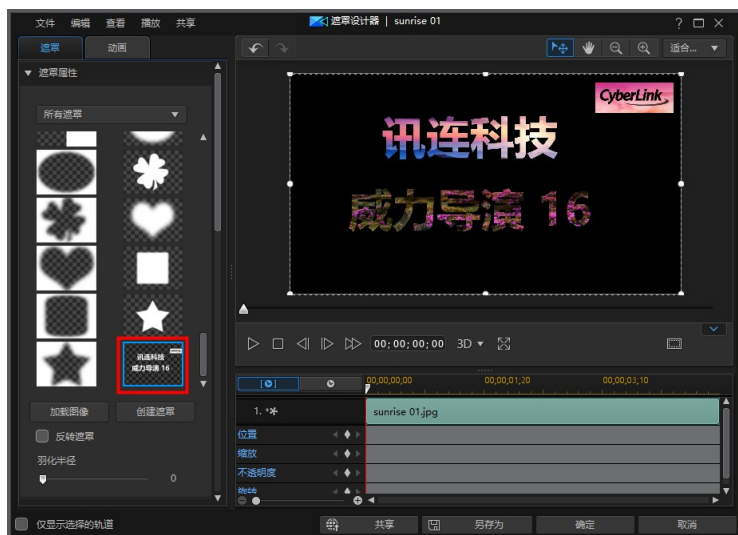 文件 编辑 查看 播放 共享
遮罩设计器 | sunrise 01
遮罩 动画
适合...
遮罩属性
所有遮罩
CyberLink
讯连科技
威力导演 16
讯连科技
威力导演 16
00;00;00;00 3D
00;00;00;00 00;00;01;20 00;00;03;10
加载图像 创建遮罩
1.
sunrise 01.jpg
反转遮罩
位置
羽化半径
缩放
0
不透明度
旋转
仅显示选择的轨道
共享 另存为 确定 取消